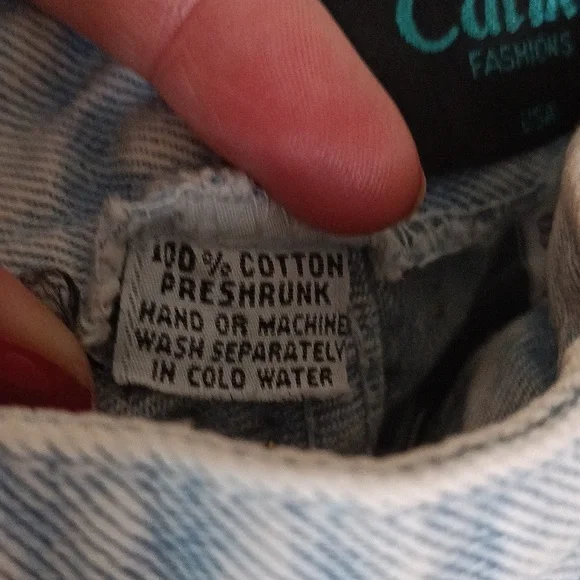 FASHIONS
USA
100% COTTON
PRESHRUNK
HAND OR MACHINE
WASH SEPARATELY
IN COLD WATER